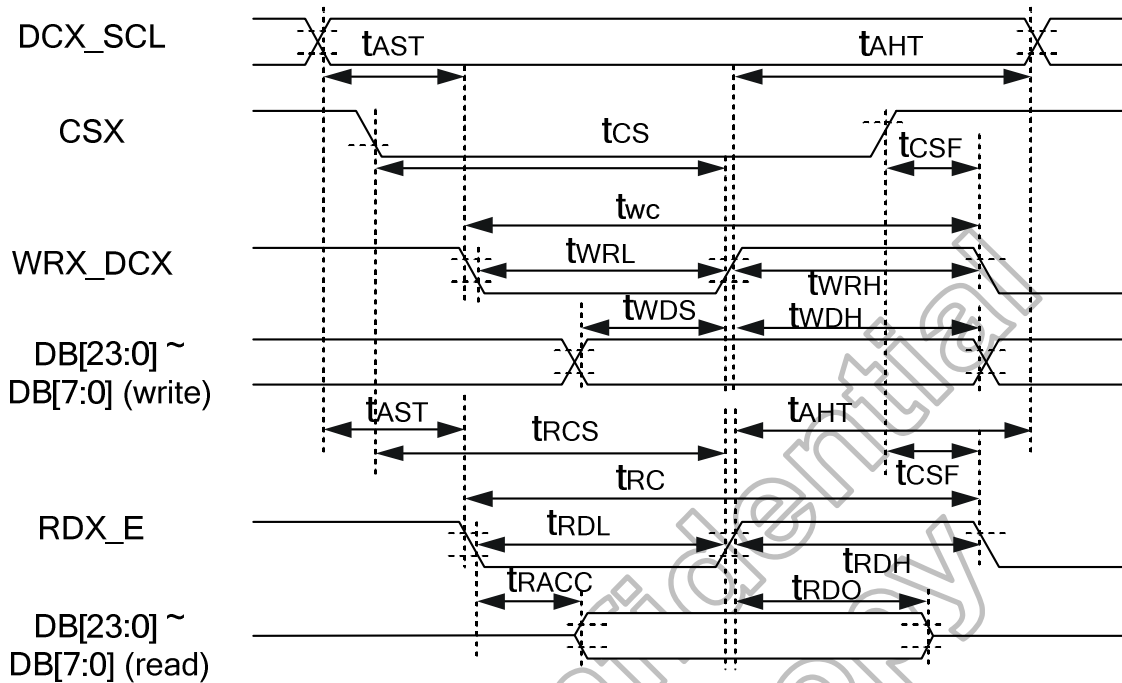 DCX_SCL
tAST
tAHT
CSX
tCS
tCSF
twc
WRX_DCX
tWRL
tWRH
tWDS
tWDH
DB[23:0] ~
DB[7:0] (write)
tAST
tAHT
tRCS
tCSF
tRC
RDX_E
tRDL
tRDH
tRACC
tRDO
DB[23:0] ~
DB[7:0] (read)